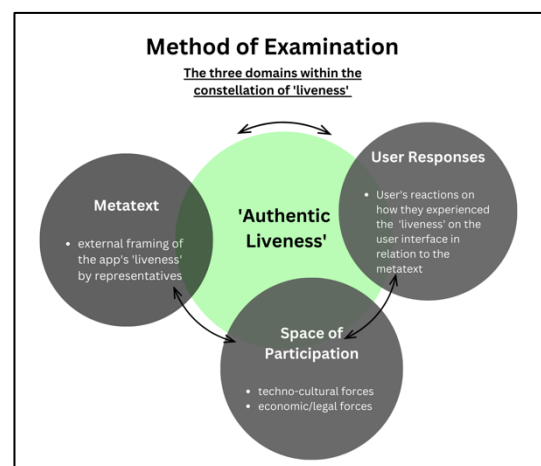 Method of Examination
The three domains within the
constellation of 'liveness'
Metatext
• external framing of
the app's 'liveness'
by representatives
'Authentic
Liveness'
User Responses
• User's reactions on
how they experienced
the 'liveness' on the
user interface in
relation to the
metatext
Space of
Participation
• techno-cultural forces
• economic/legal forces